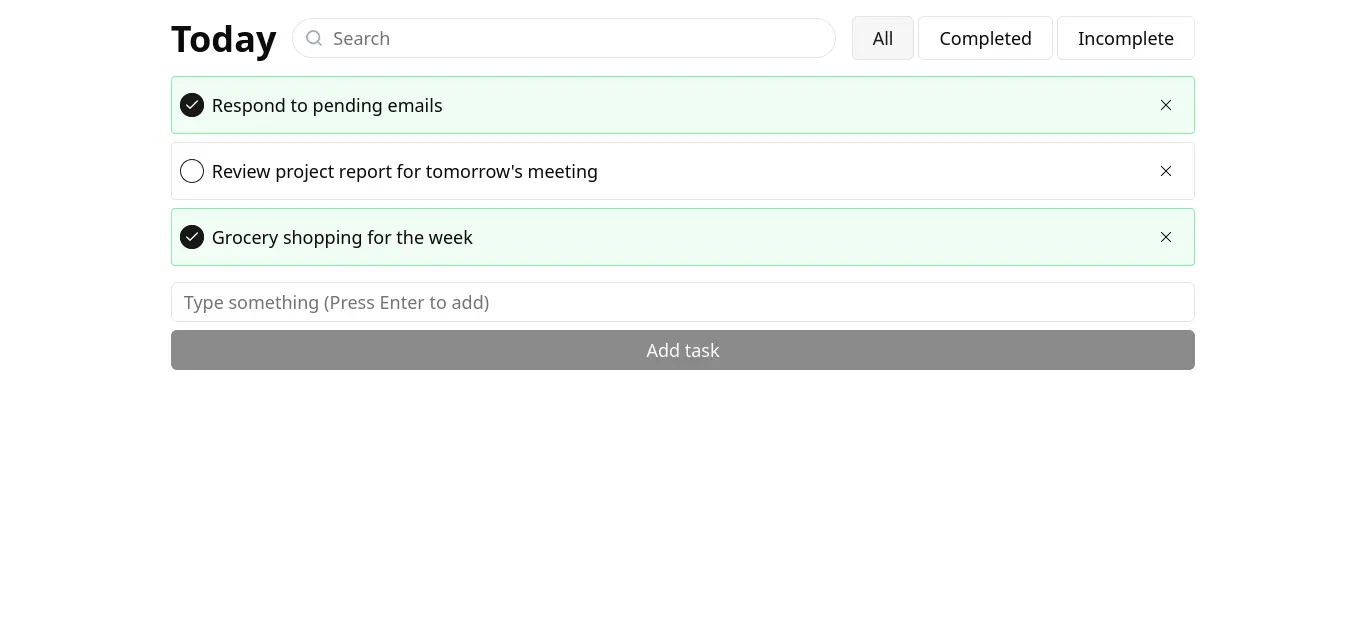 Today
Search
All
Completed
Incomplete
Respond to pending emails
Review project report for tomorrow's meeting
Grocery shopping for the week
Type something (Press Enter to add)
Add task